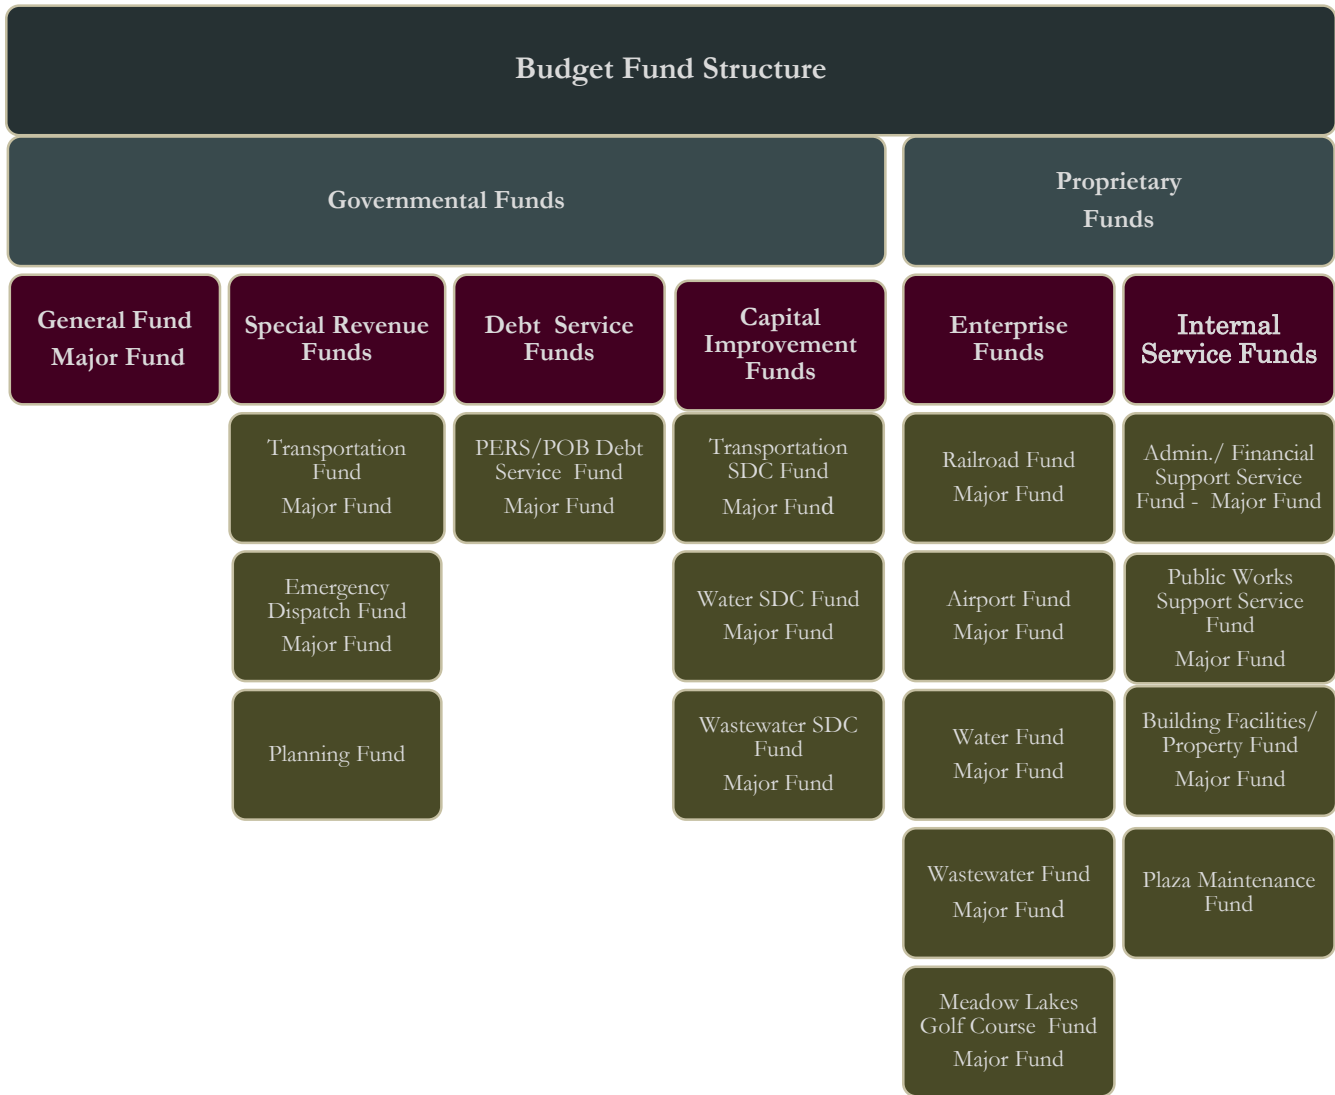 Budget Fund Structure
Governmental Funds
Proprietary
Funds
General Fund
Major Fund
Special Revenue
Funds
Debt Service
Funds
Capital
Improvement
Funds
Enterprise
Funds
Internal
Service Funds
Transportation
Fund
Major Fund
PERS/POB Debt
Service Fund
Major Fund
Transportation
SDC Fund
Major Fund
Railroad Fund
Major Fund
Admin./ Financial
Support Service
Fund - Major Fund
Emergency
Dispatch Fund
Major Fund
Water SDC Fund
Major Fund
Airport Fund
Major Fund
Public Works
Support Service
Fund
Major Fund
Planning Fund
Wastewater SDC
Fund
Major Fund
Water Fund
Major Fund
Building Facilities/
Property Fund
Major Fund
Wastewater Fund
Major Fund
Plaza Maintenance
Fund
Meadow Lakes
Golf Course Fund
Major Fund